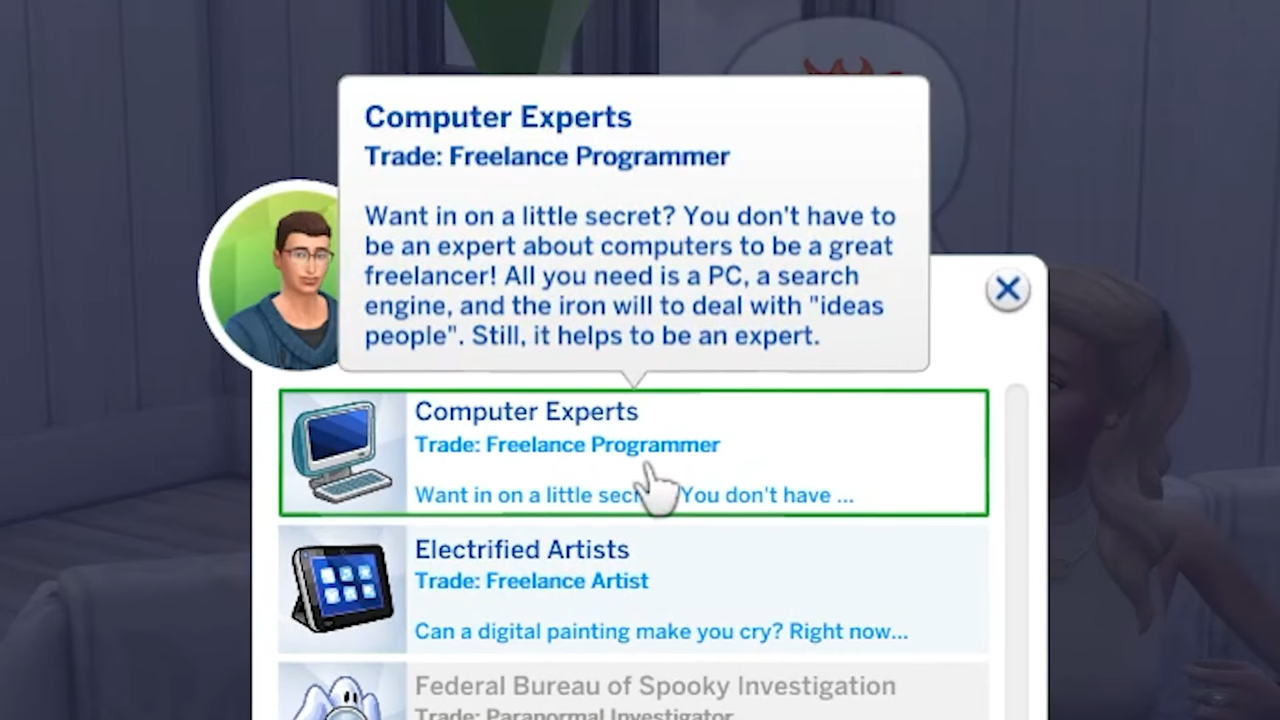 Computer Experts
Trade: Freelance Programmer
Want in on a little secret? You don't have to
be an expert about computers to be a great
freelancer! All you need is a PC, a search
engine, and the iron will to deal with "ideas
people". Still, it helps to be an expert.
Computer Experts
Trade: Freelance Programmer
Want in on a little sec You don't have ...
Electrified Artists
Trade: Freelance Artist
Can a digital painting make you cry? Right now...
Federal Bureau of Spooky Investigation
Trade: Paranormal Investigator